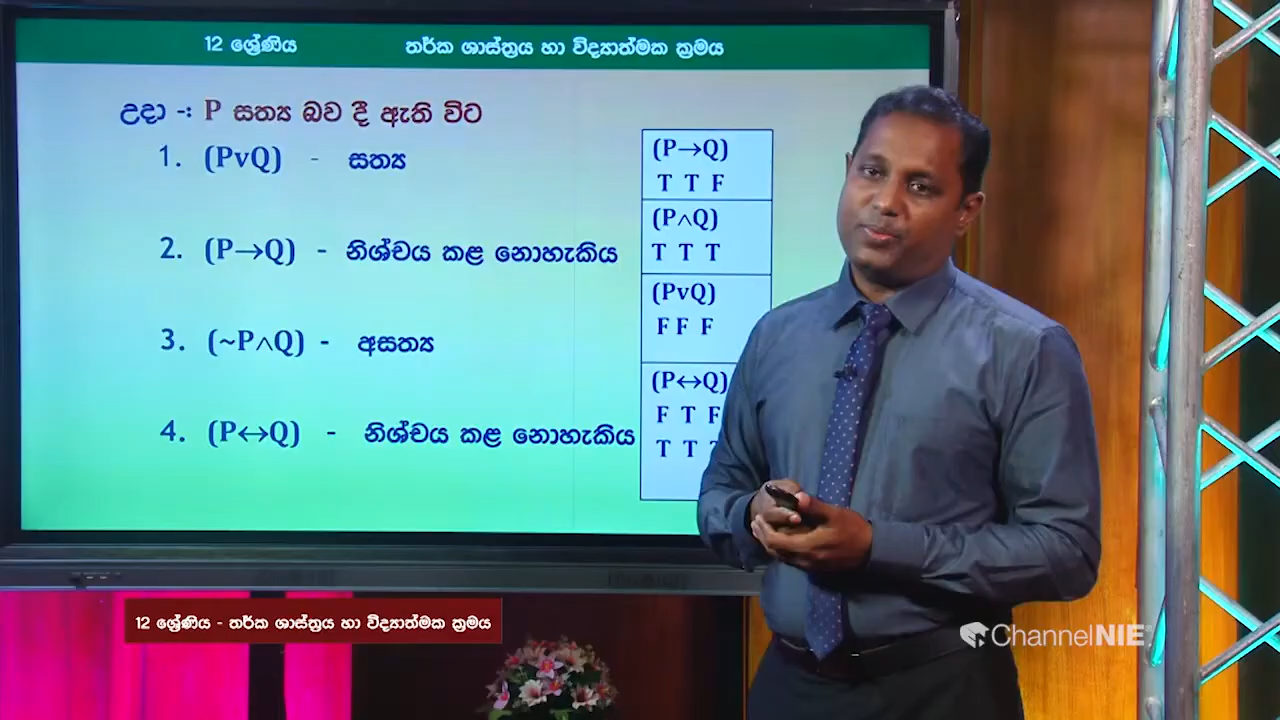 12 ශ්‍රේණිය තර්ක ශාස්ත්‍රය හා විද්‍යාත්මක ක්‍රමය
උදා -: P සත්‍ය බව දී ඇති විට
1. (PvQ) - සත්‍ය
2. (P→Q) - නිශ්චය කළ නොහැකිය
3. (~P∧Q) - අසත්‍ය
4. (P↔Q) - නිශ්චය කළ නොහැකිය
(P→Q)
T T F
(P∧Q)
T T T
(PvQ)
F F F
(P↔Q)
F T F
T T
12 ශ්‍රේණිය - තර්ක ශාස්ත්‍රය හා විද්‍යාත්මක ක්‍රමය
ChannelNIE